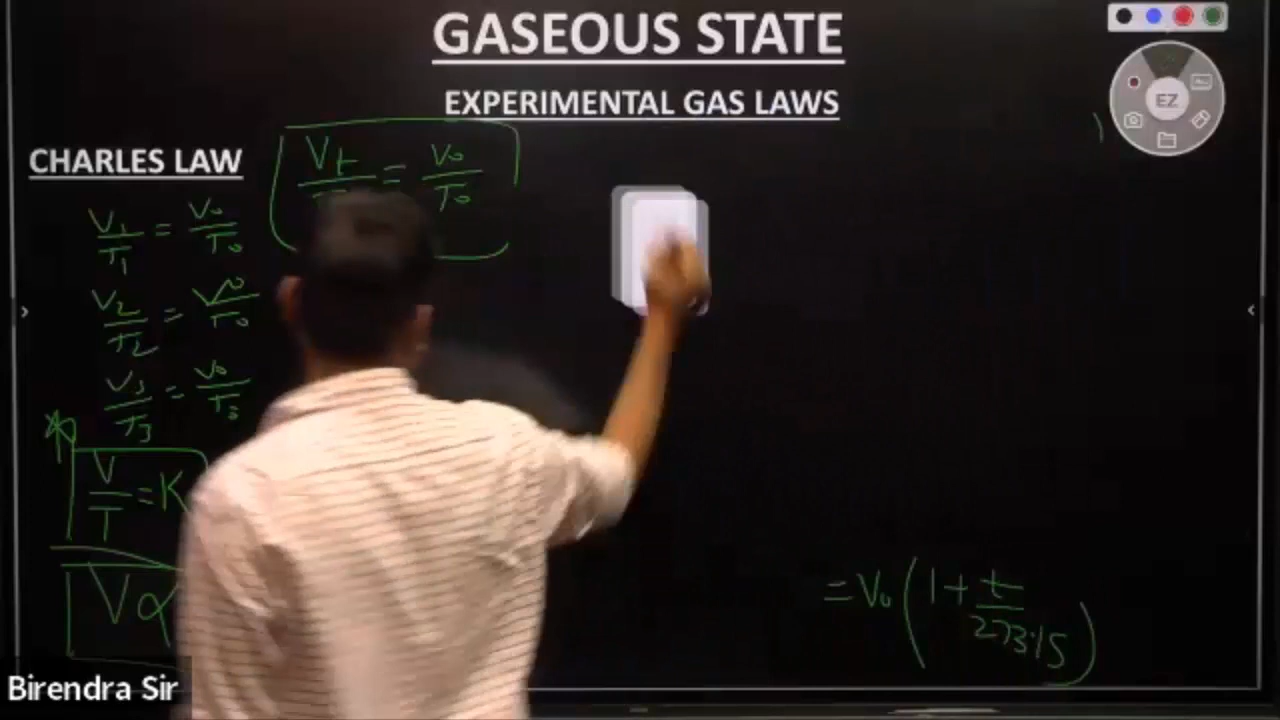 GASEOUS STATE
EXPERIMENTAL GAS LAWS
CHARLES LAW
Vt/ = V₀/T₀
V₁/T₁ = V₀/T₀
V₂/T₂ = V₀/T₀
V₃/T₃ = V₀/T₀
V/T = K
V∝
= V₀(1 + t/273.15)
EZ
Birendra Sir